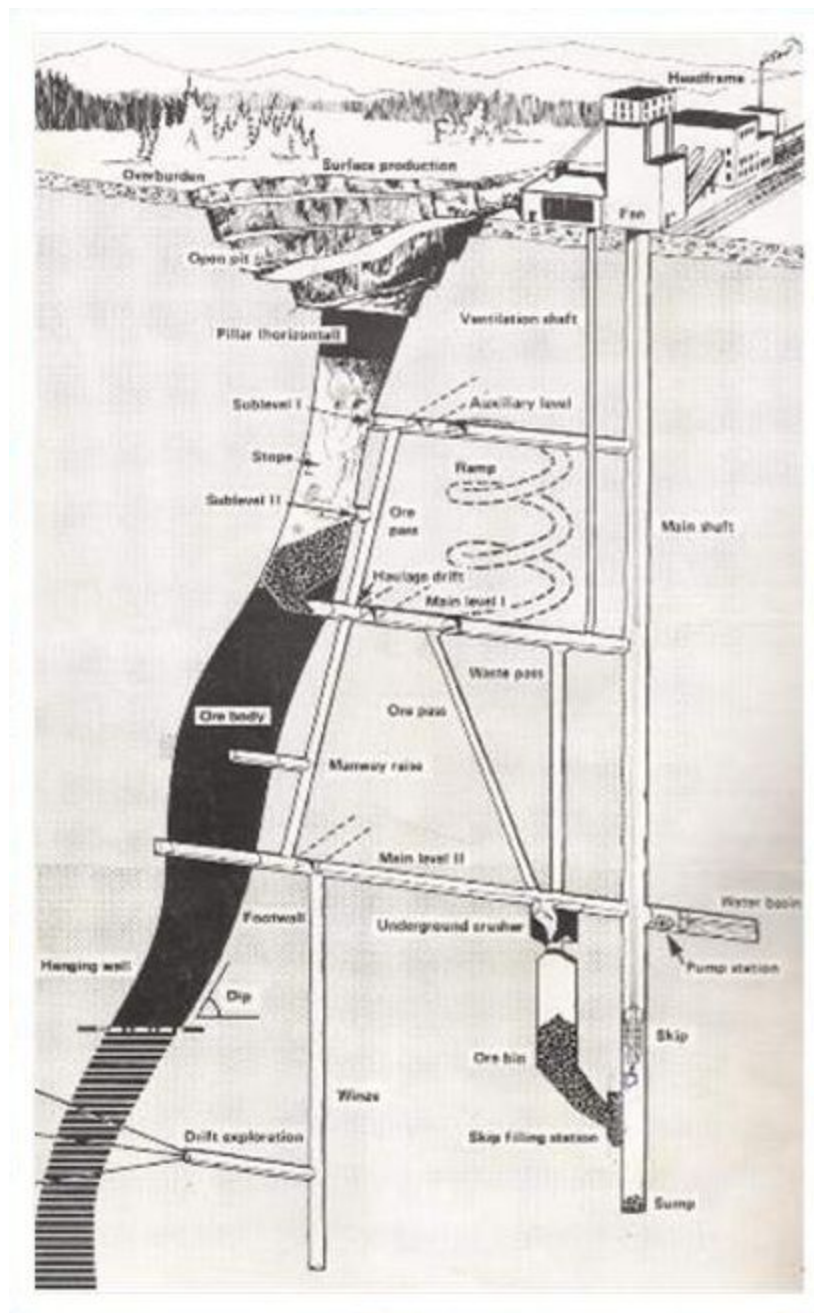 Headframe
Surface production
Overburden
Fan
Open pit
Ventilation shaft
Pillar (horizontal)
Sublevel I
Auxiliary level
Stope
Ramp
Sublevel II
Ore
pass
Main shaft
Haulage drift
Main level I
Waste pass
Ore pass
Ore body
Manway raise
Main level II
Water basin
Footwall
Underground crusher
Hanging wall
Pump station
Dip
Skip
Ore bin
Winze
Drift exploration
Skip filling station
Sump